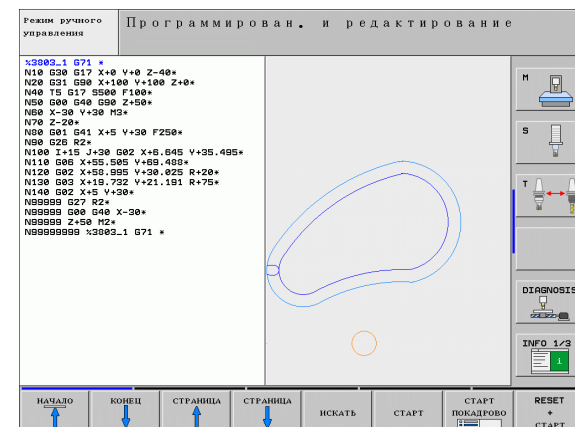 Режим ручного
управления
Программирован. и редактирование
%3803_1 G71 *
N10 G30 G17 X+0 Y+0 Z-40*
N20 G31 G90 X+100 Y+100 Z+0*
N40 T5 G17 S500 F100*
N50 G00 G40 G90 Z+50*
N60 X-30 Y+30 M3*
N70 Z-20*
N80 G01 G41 X+5 Y+30 F250*
N90 G26 R2*
N100 I+15 J+30 G02 X+6.645 Y+35.495*
N110 G06 X+55.505 Y+69.488*
N120 G02 X+58.995 Y+30.025 R+20*
N130 G03 X+19.732 Y+21.191 R+75*
N140 G02 X+5 Y+30*
N99999 G27 R2*
N99999 G00 G40 X-30*
N99999 Z+50 M2*
N99999999 %3803_1 G71 *
M
S
T
DIAGNOSIS
INFO 1/3
НАЧАЛО
КОНЕЦ
СТРАНИЦА
СТРАНИЦА
ИСКАТЬ
СТАРТ
СТАРТ
ПОКАДРОВО
RESET
+
СТАРТ